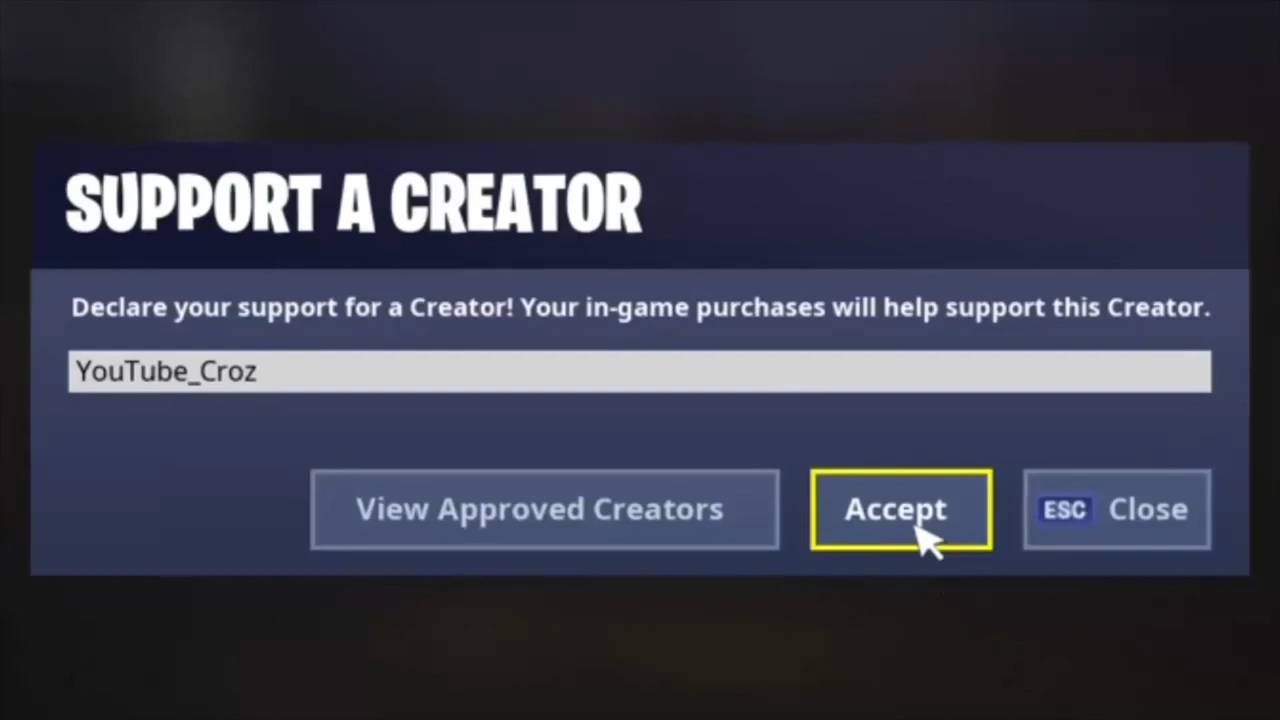 SUPPORT A CREATOR
Declare your support for a Creator! Your in-game purchases will help support this Creator.
YouTube_Croz
View Approved Creators
Accept
ESC Close